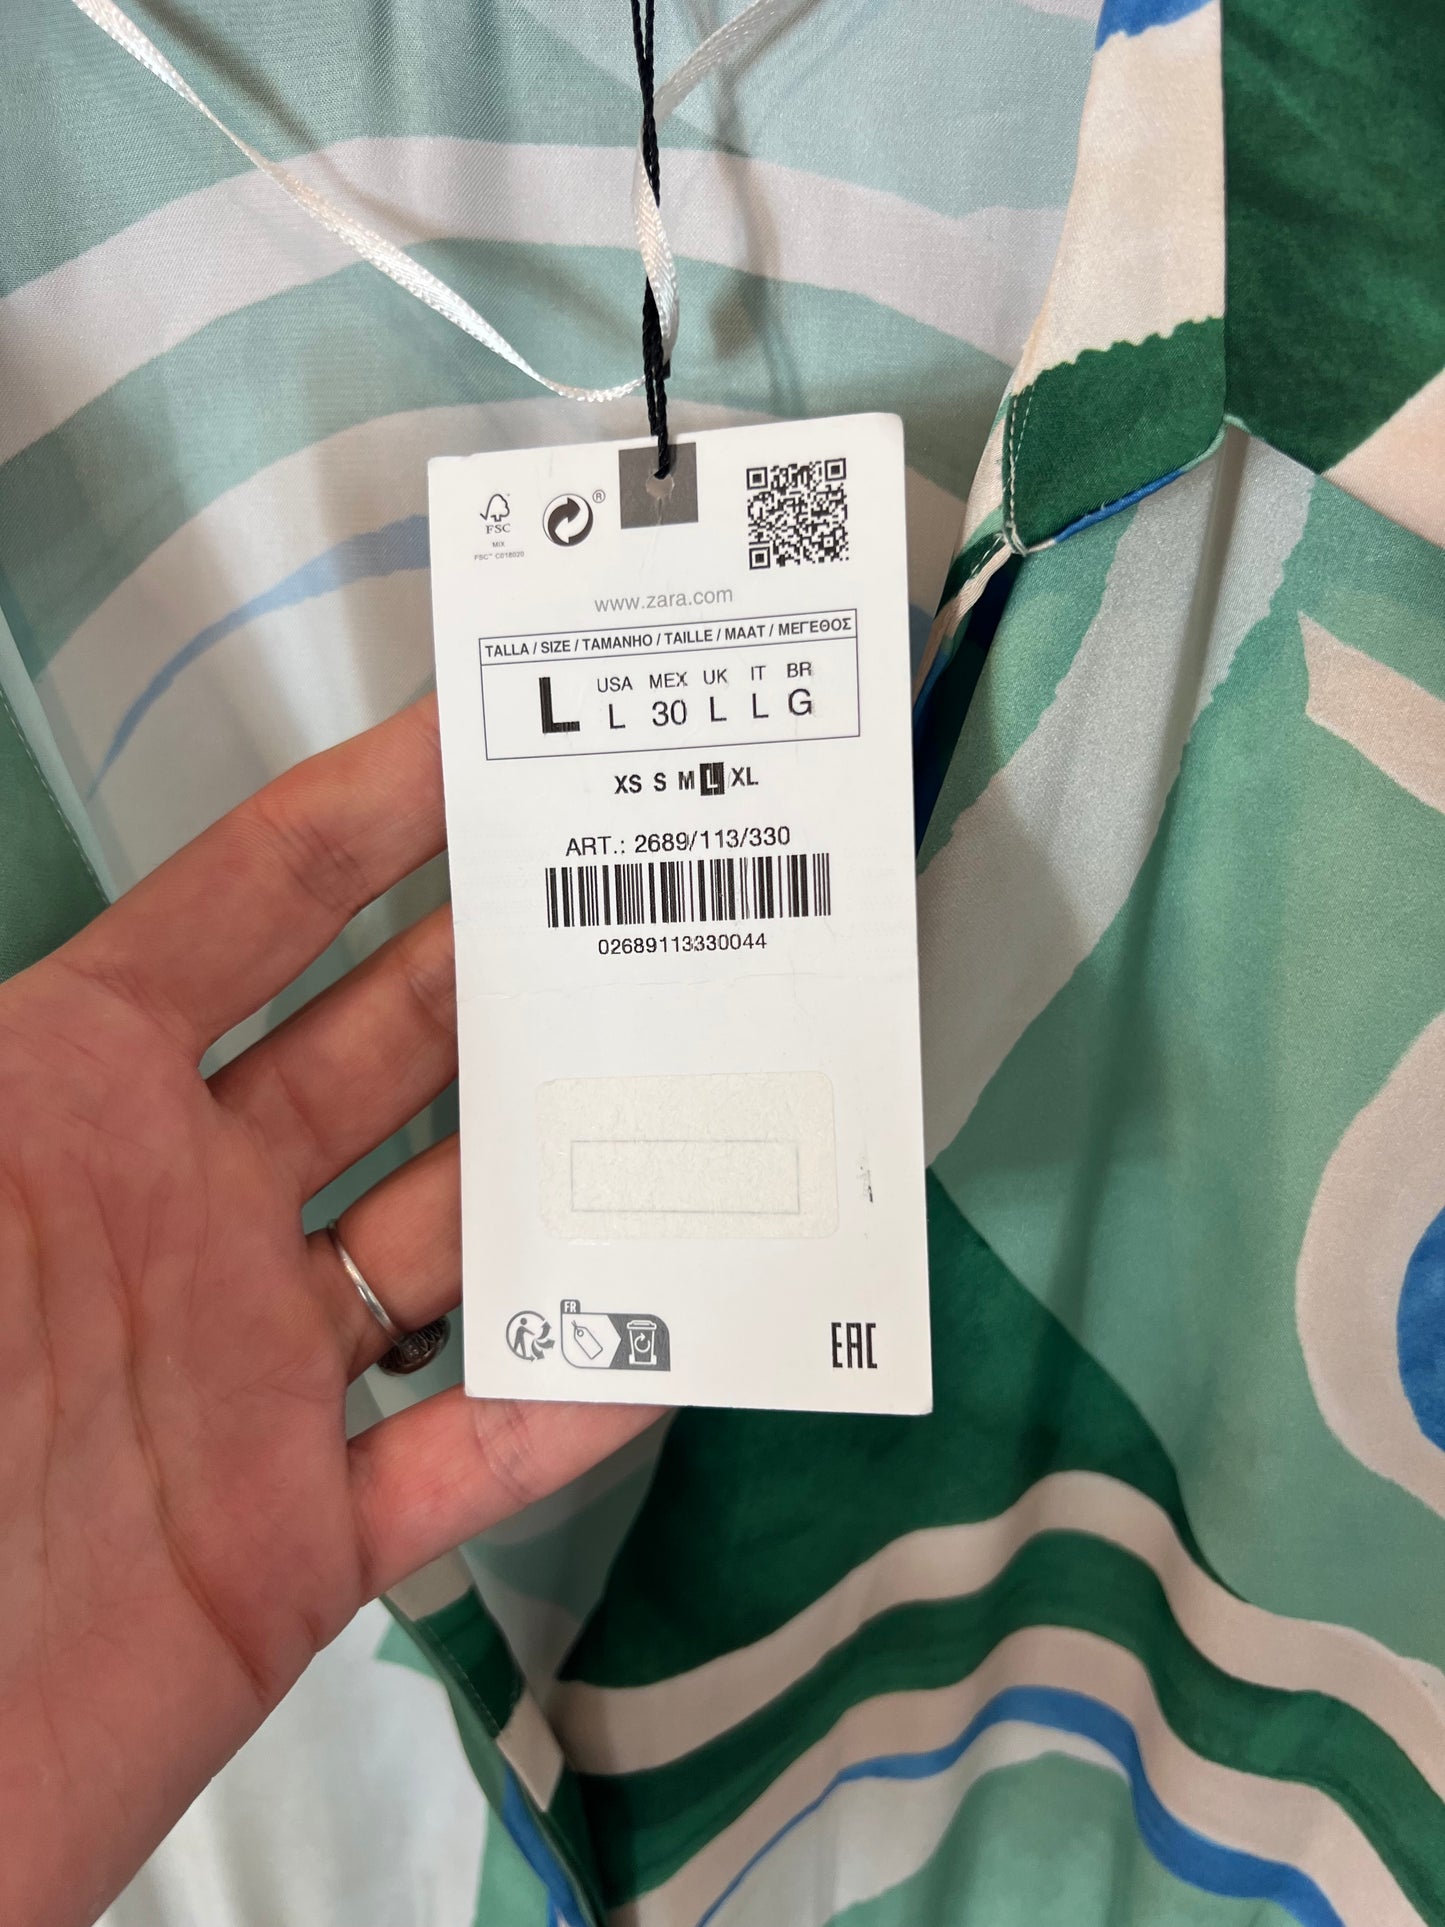 FSC
MIX
FSC™ C018020
®
www.zara.com
TALLA / SIZE / TAMANHO / TAILLE / MAAT / ΜΕΓΕΘΟΣ
L USA MEX UK IT BR
L 30 L L G
XS S M L XL
ART.: 2689/113/330
02689113330044
FR
EAC